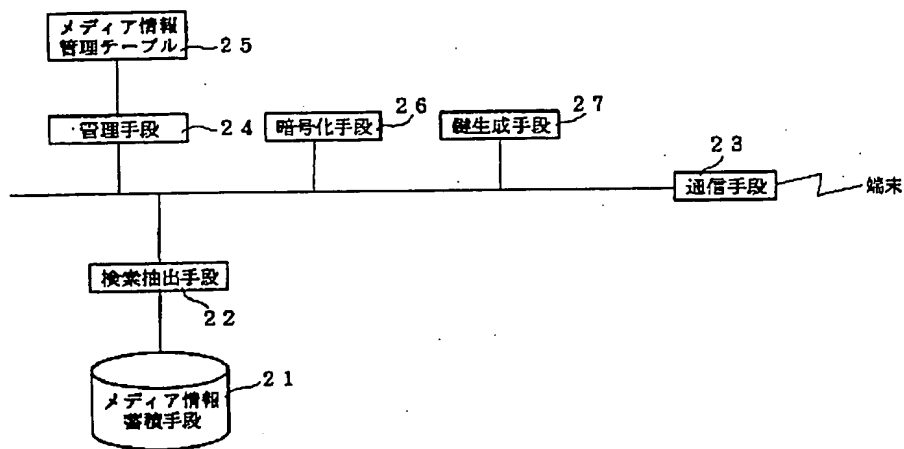 メディア情報
管理テーブル
25
管理手段
24
暗号化手段
26
鍵生成手段
27
23
通信手段
端末
検索抽出手段
22
21
メディア情報
蓄積手段